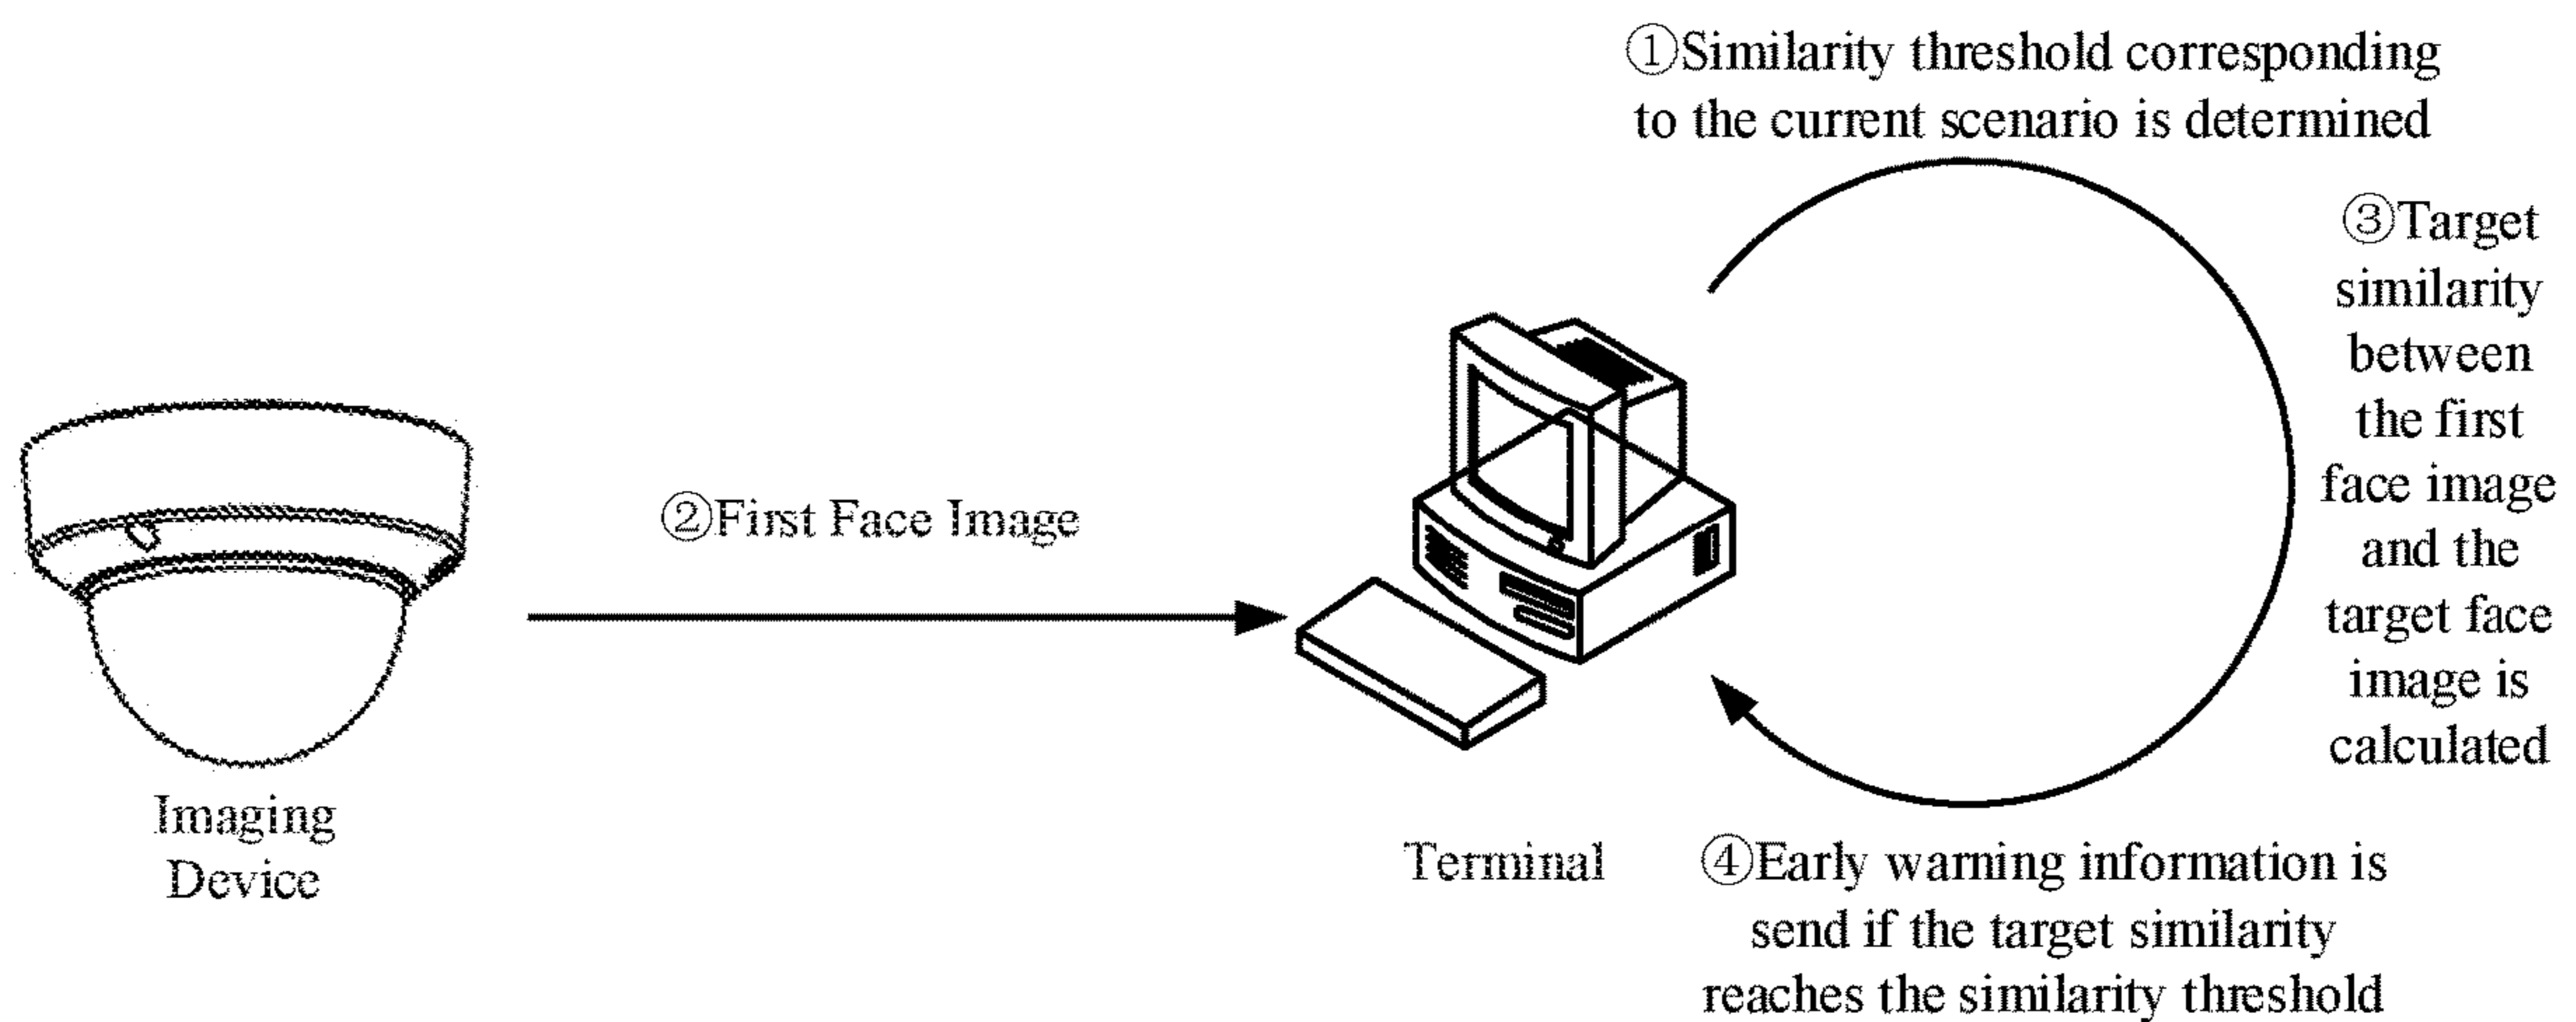 ①Similarity threshold corresponding
to the current scenario is determined
②First Face Image
③Target
similarity
between
the first
face image
and the
target face
image is
calculated
Imaging
Device
Terminal
④Early warning information is
send if the target similarity
reaches the similarity threshold